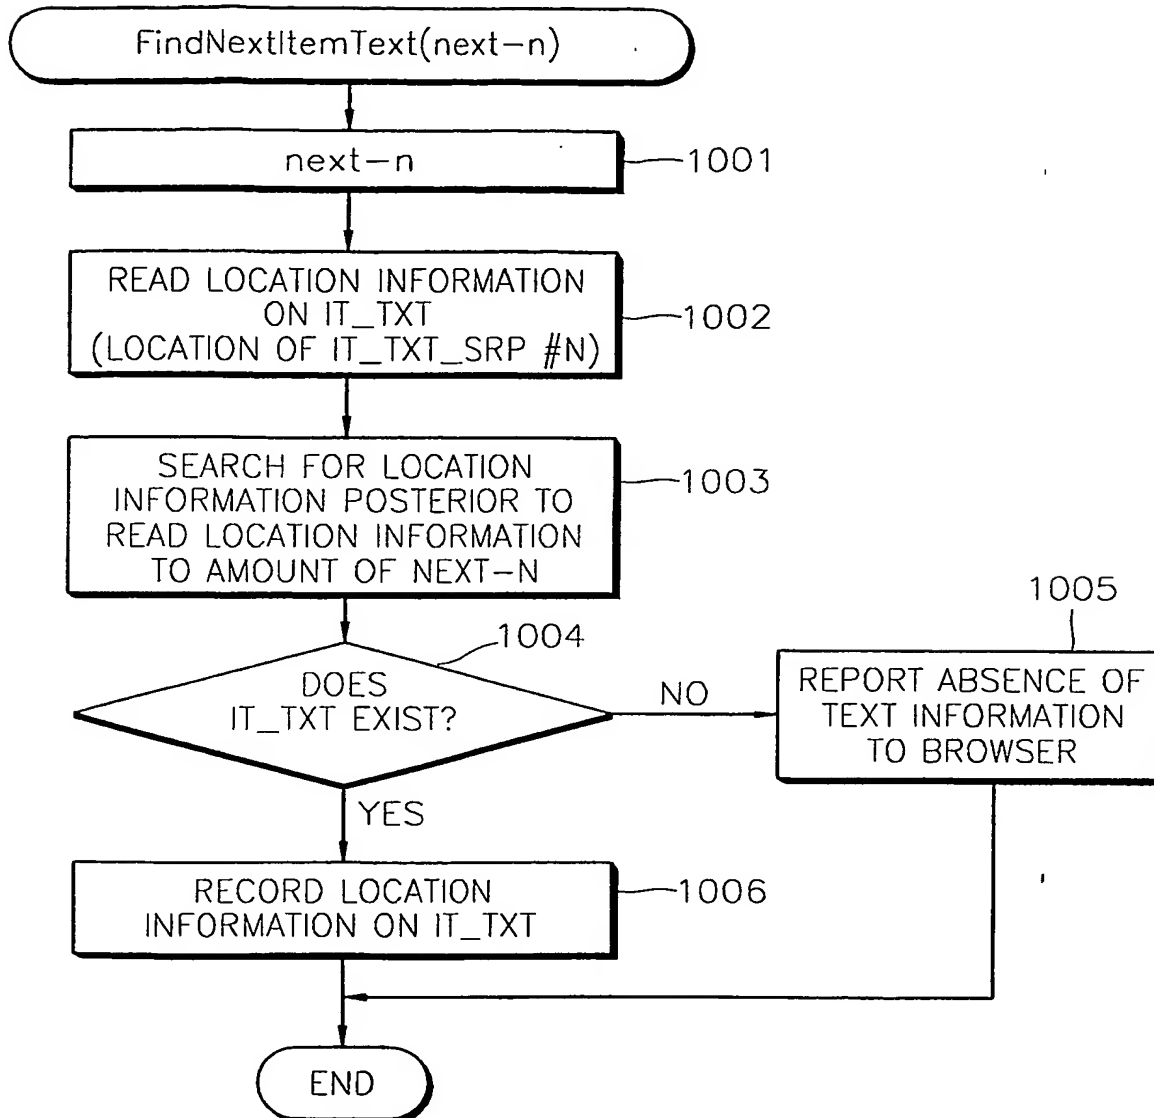 FindNextItemText(next-n)
next-n
1001
READ LOCATION INFORMATION
ON IT_TXT
(LOCATION OF IT_TXT_SRP #N)
1002
SEARCH FOR LOCATION
INFORMATION POSTERIOR TO
READ LOCATION INFORMATION
TO AMOUNT OF NEXT-N
1003
DOES
IT_TXT EXIST?
1004
NO
1005
REPORT ABSENCE OF
TEXT INFORMATION
TO BROWSER
YES
RECORD LOCATION
INFORMATION ON IT_TXT
1006
END